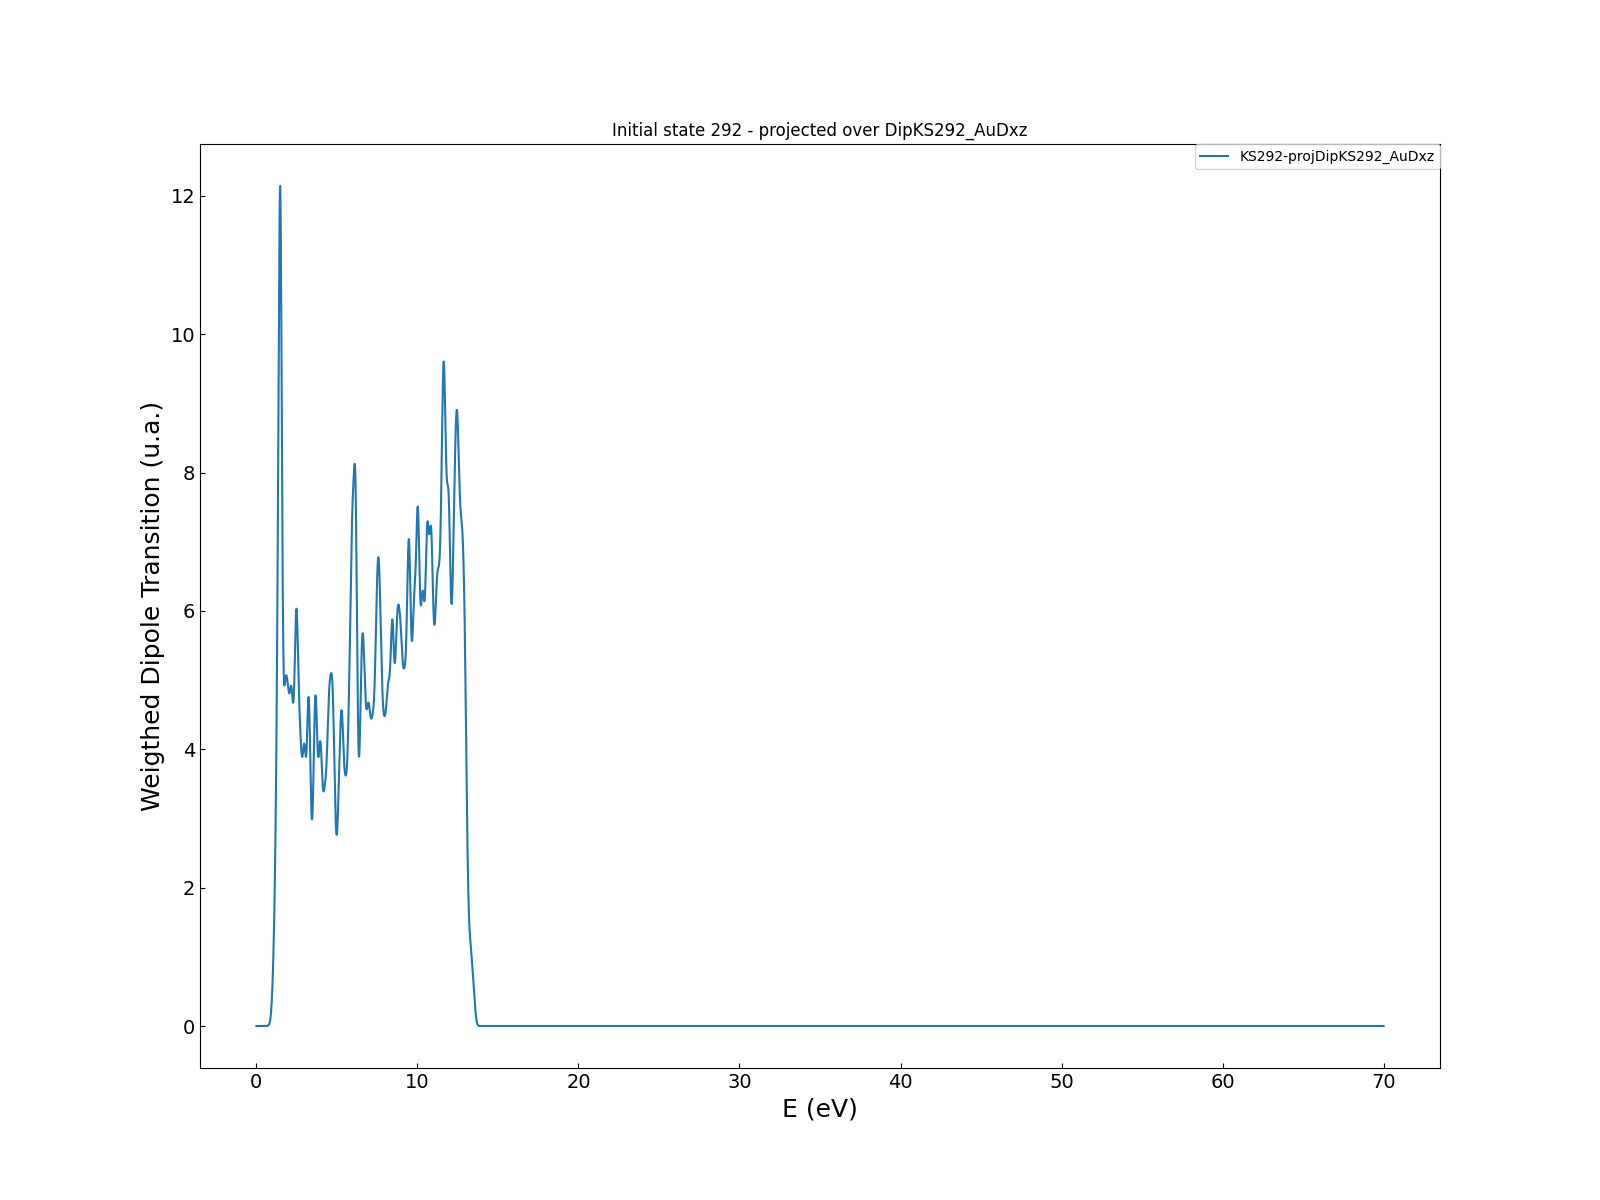 Initial state 292 - projected over DipKS292_AuDxz
KS292-projDipKS292_AuDxz
12
10
8
6
4
2
0
Weigthed Dipole Transition (u.a.)
0 10 20 30 40 50 60 70
E (eV)